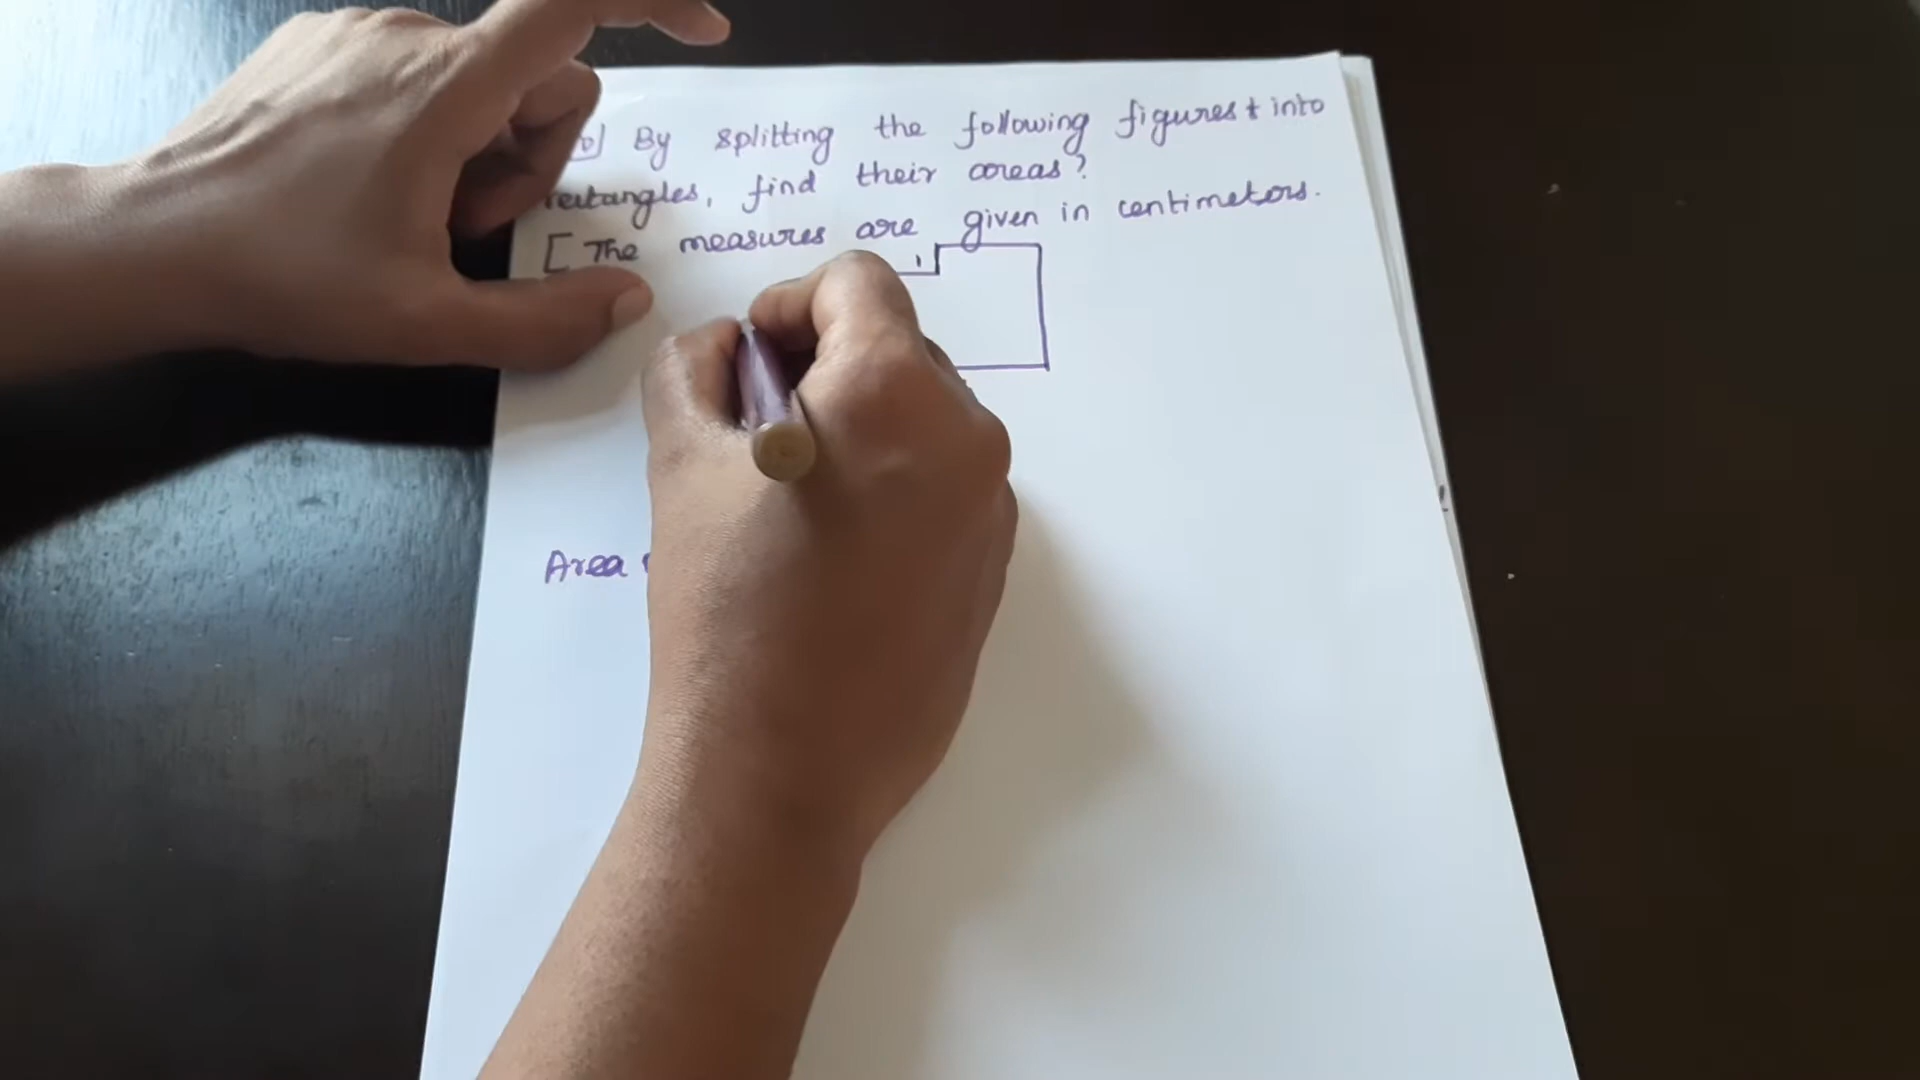 b) By splitting the following figures + into
rectangles, find their areas?
[ The measures are given in centimeters.
1
Area